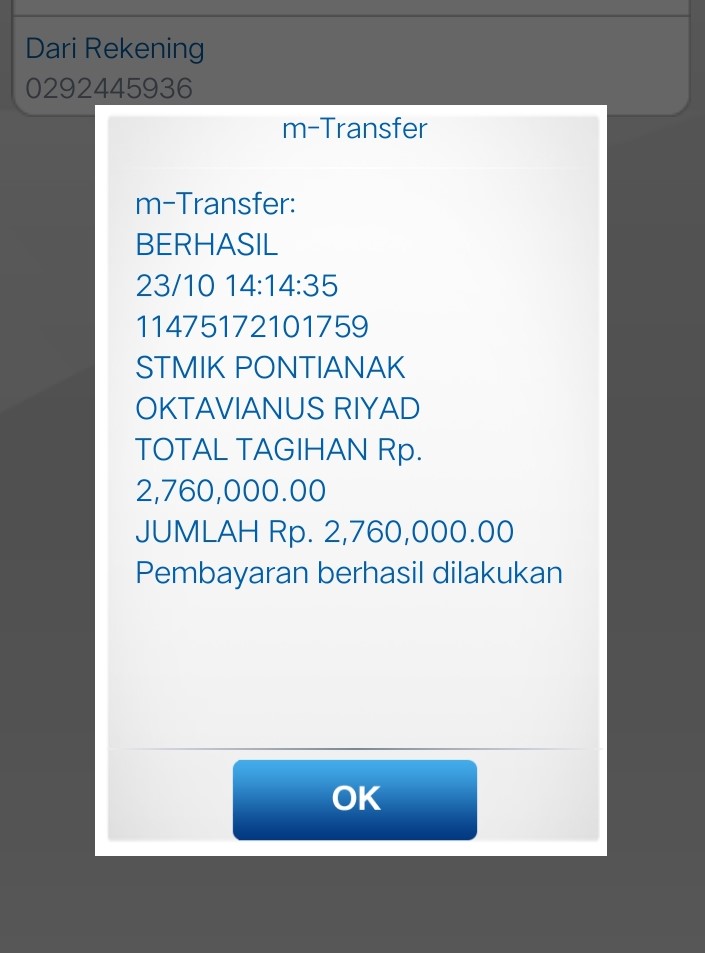 Dari Rekening
0292445936
m-Transfer
m-Transfer:
BERHASIL
23/10 14:14:35
11475172101759
STMIK PONTIANAK
OKTAVIANUS RIYAD
TOTAL TAGIHAN Rp.
2,760,000.00
JUMLAH Rp. 2,760,000.00
Pembayaran berhasil dilakukan
OK